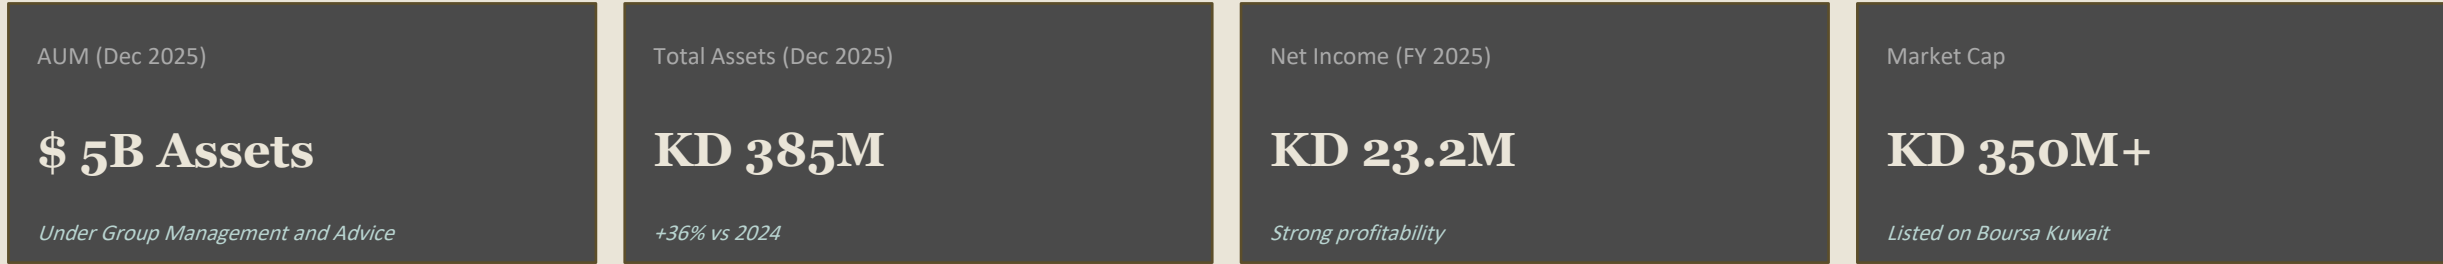 AUM (Dec 2025)
$ 5B Assets
Under Group Management and Advice
Total Assets (Dec 2025)
KD 385M
+36% vs 2024
Net Income (FY 2025)
KD 23.2M
Strong profitability
Market Cap
KD 350M+
Listed on Boursa Kuwait